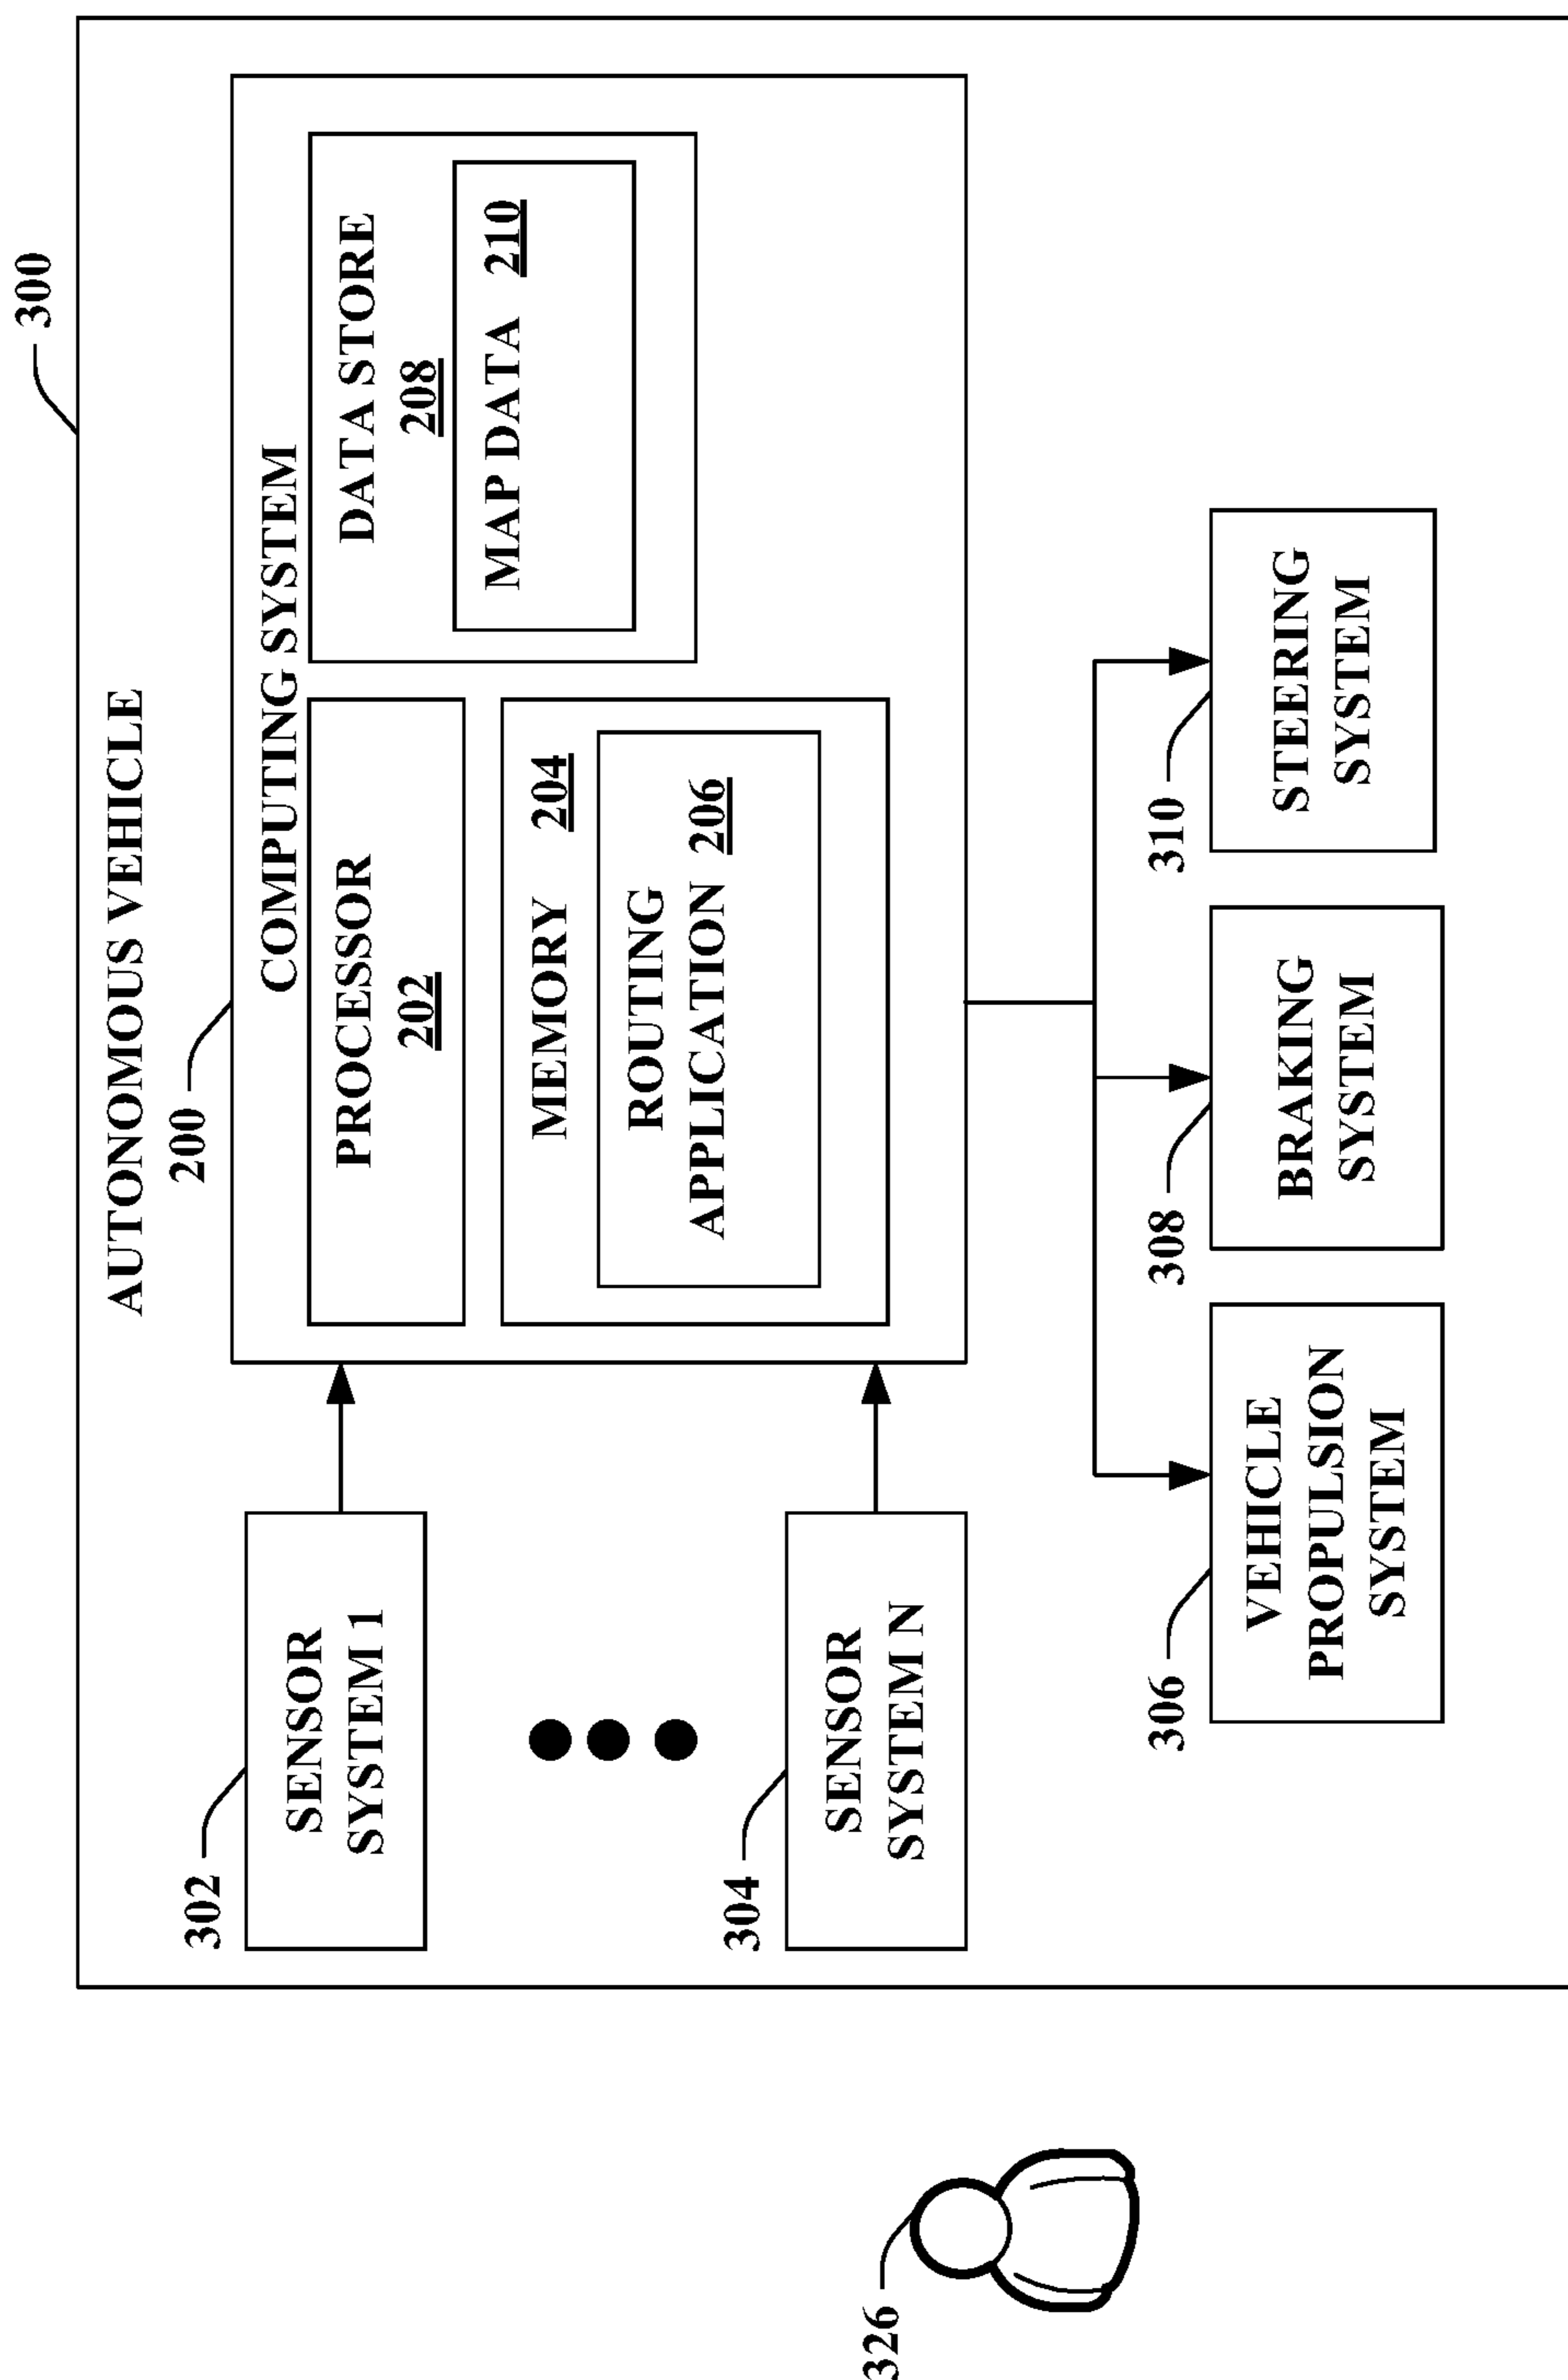 300
AUTONOMOUS VEHICLE
200
COMPUTING SYSTEM
PROCESSOR
202
MEMORY 204
ROUTING
APPLICATION 206
DATA STORE
208
MAP DATA 210
302
SENSOR
SYSTEM 1
304
SENSOR
SYSTEM N
306
VEHICLE
PROPULSION
SYSTEM
308
BRAKING
SYSTEM
310
STEERING
SYSTEM
326